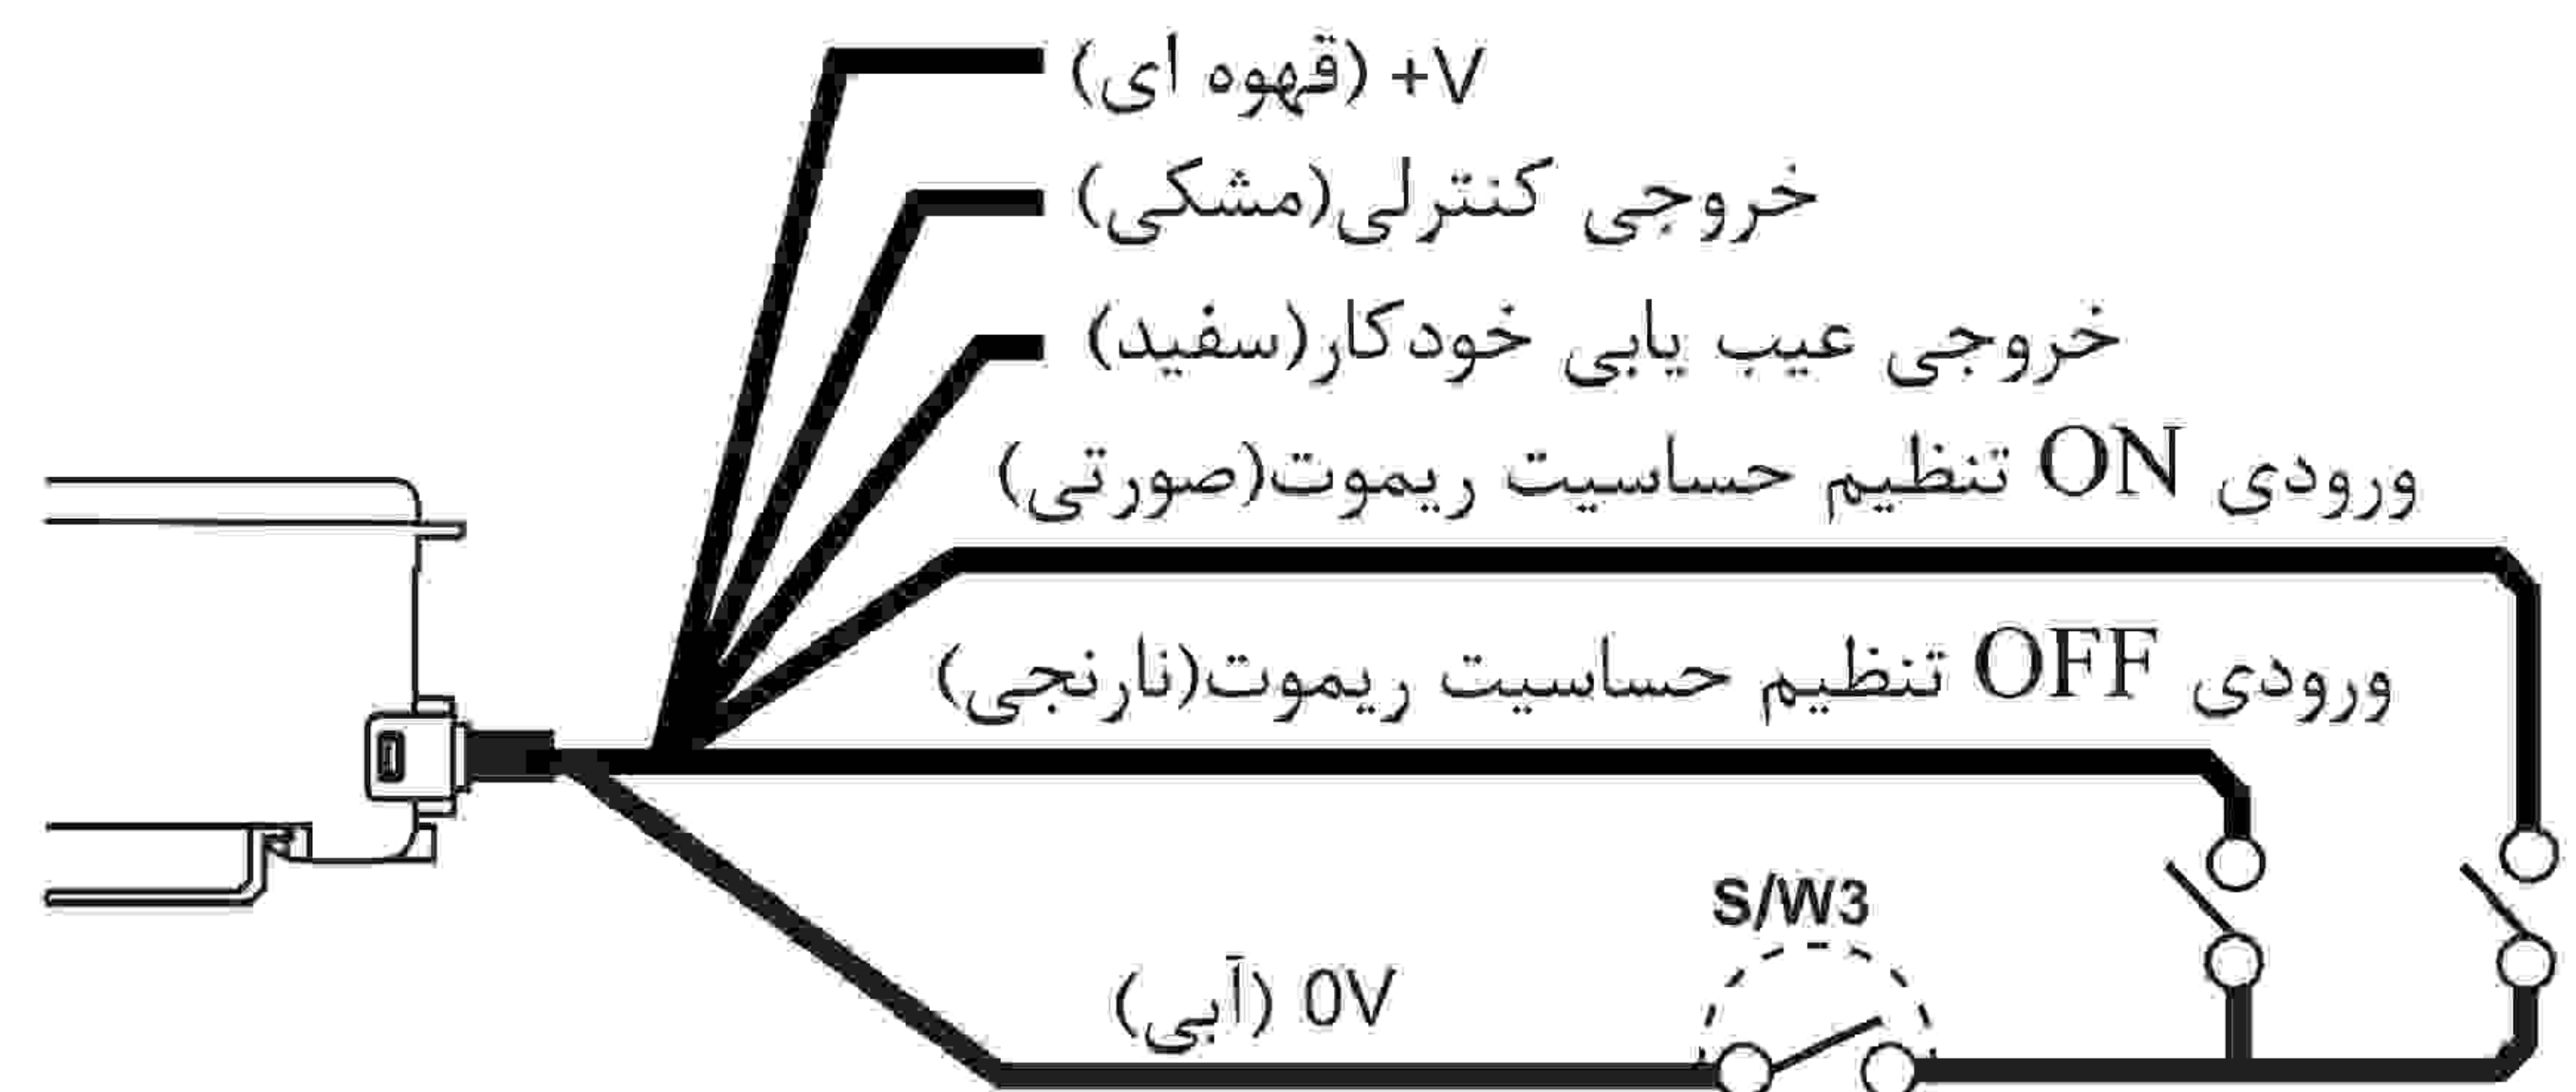 +V (قهوه ای)
خروجی کنترلی(مشکی)
خروجی عیب یابی خودکار(سفید)
ورودی ON تنظیم حساسیت ریموت(صورتی)
ورودی OFF تنظیم حساسیت ریموت(نارنجی)
S/W3
0V (آبی)